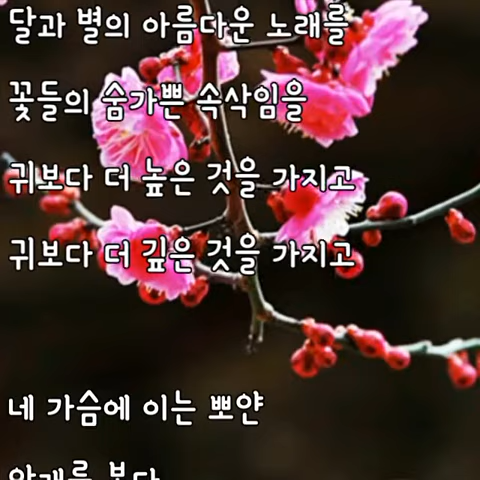 달과 별의 아름다운 노래를
꽃들의 숨가쁜 속삭임을
귀보다 더 높은 것을 가지고
귀보다 더 깊은 것을 가지고
네 가슴에 이는 뽀얀